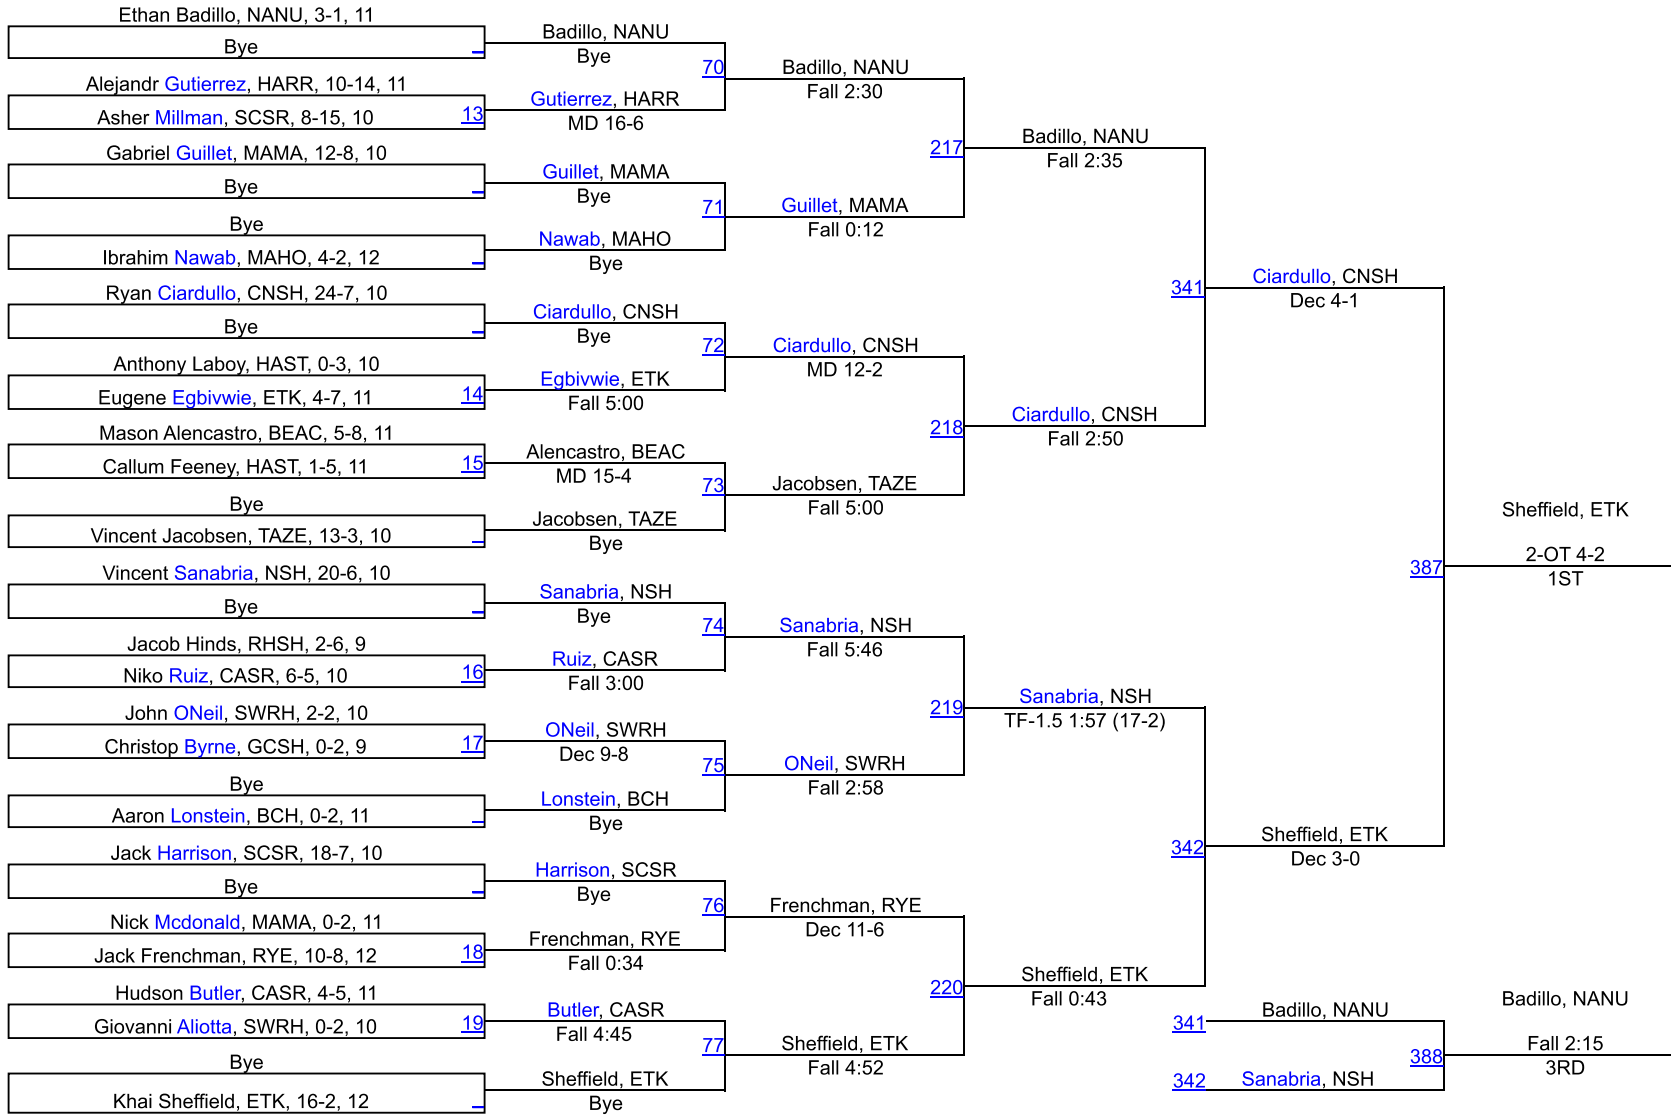 Ethan Badillo, NANU, 3-1, 11
Bye
Alejandr Gutierrez, HARR, 10-14, 11
Asher Millman, SCSR, 8-15, 10
13
Gabriel Guillet, MAMA, 12-8, 10
Bye
Bye
Ibrahim Nawab, MAHO, 4-2, 12
Ryan Ciardullo, CNSH, 24-7, 10
Bye
Anthony Laboy, HAST, 0-3, 10
Eugene Egbivwie, ETK, 4-7, 11
14
Mason Alencastro, BEAC, 5-8, 11
Callum Feeney, HAST, 1-5, 11
15
Bye
Vincent Jacobsen, TAZE, 13-3, 10
Vincent Sanabria, NSH, 20-6, 10
Bye
Jacob Hinds, RHSH, 2-6, 9
Niko Ruiz, CASR, 6-5, 10
16
John ONeil, SWRH, 2-2, 10
Christop Byrne, GCSH, 0-2, 9
17
Bye
Aaron Lonstein, BCH, 0-2, 11
Jack Harrison, SCSR, 18-7, 10
Bye
Nick Mcdonald, MAMA, 0-2, 11
Jack Frenchman, RYE, 10-8, 12
18
Hudson Butler, CASR, 4-5, 11
Giovanni Aliotta, SWRH, 0-2, 10
19
Bye
Khai Sheffield, ETK, 16-2, 12
Badillo, NANU
Bye
70
Gutierrez, HARR
MD 16-6
Guillet, MAMA
Bye
71
Nawab, MAHO
Bye
Ciardullo, CNSH
Bye
72
Egbivwie, ETK
Fall 5:00
Alencastro, BEAC
MD 15-4
73
Jacobsen, TAZE
Bye
Sanabria, NSH
Bye
74
Ruiz, CASR
Fall 3:00
ONeil, SWRH
Dec 9-8
75
Lonstein, BCH
Bye
Harrison, SCSR
Bye
76
Frenchman, RYE
Fall 0:34
Butler, CASR
Fall 4:45
77
Sheffield, ETK
Bye
Badillo, NANU
Fall 2:30
217
Guillet, MAMA
Fall 0:12
Ciardullo, CNSH
MD 12-2
218
Jacobsen, TAZE
Fall 5:00
Sanabria, NSH
Fall 5:46
219
ONeil, SWRH
Fall 2:58
Frenchman, RYE
Dec 11-6
220
Sheffield, ETK
Fall 4:52
Badillo, NANU
Fall 2:35
341
Ciardullo, CNSH
Fall 2:50
Sanabria, NSH
TF-1.5 1:57 (17-2)
342
Sheffield, ETK
Fall 0:43
Ciardullo, CNSH
Dec 4-1
387
Sheffield, ETK
Dec 3-0
Sheffield, ETK
2-OT 4-2
1ST
341
Badillo, NANU
388
342
Sanabria, NSH
Badillo, NANU
Fall 2:15
3RD